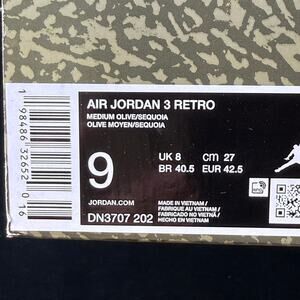 AIR JORDAN 3 RETRO
MEDIUM OLIVE/SEQUOIA
OLIVE MOYEN/SEQUOIA
9
UK 8 cm 27
BR 40.5 EUR 42.5
JORDAN.COM
DN3707 202
MADE IN VIETNAM /
FABRIQUE AU VIETNAM /
FABRICADO NO VIETNÃ /
HECHO EN VIETNAM
1 98486 32652 0 16